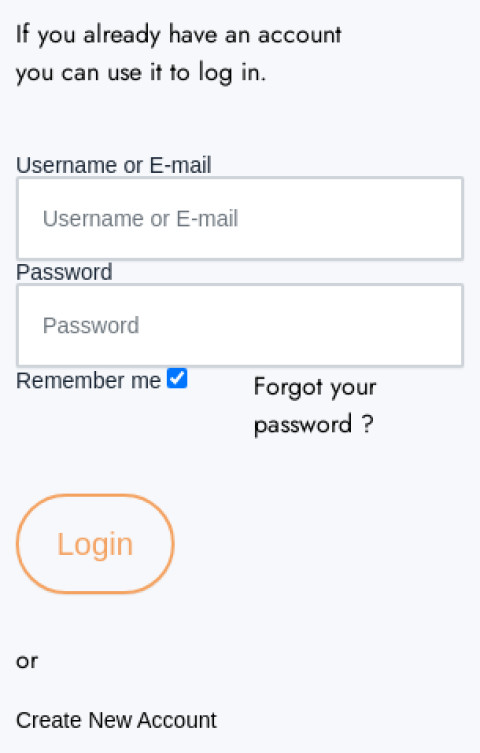 If you already have an account
you can use it to log in.
Username or E-mail
Username or E-mail
Password
Password
Remember me
Forgot your
password ?
Login
or
Create New Account